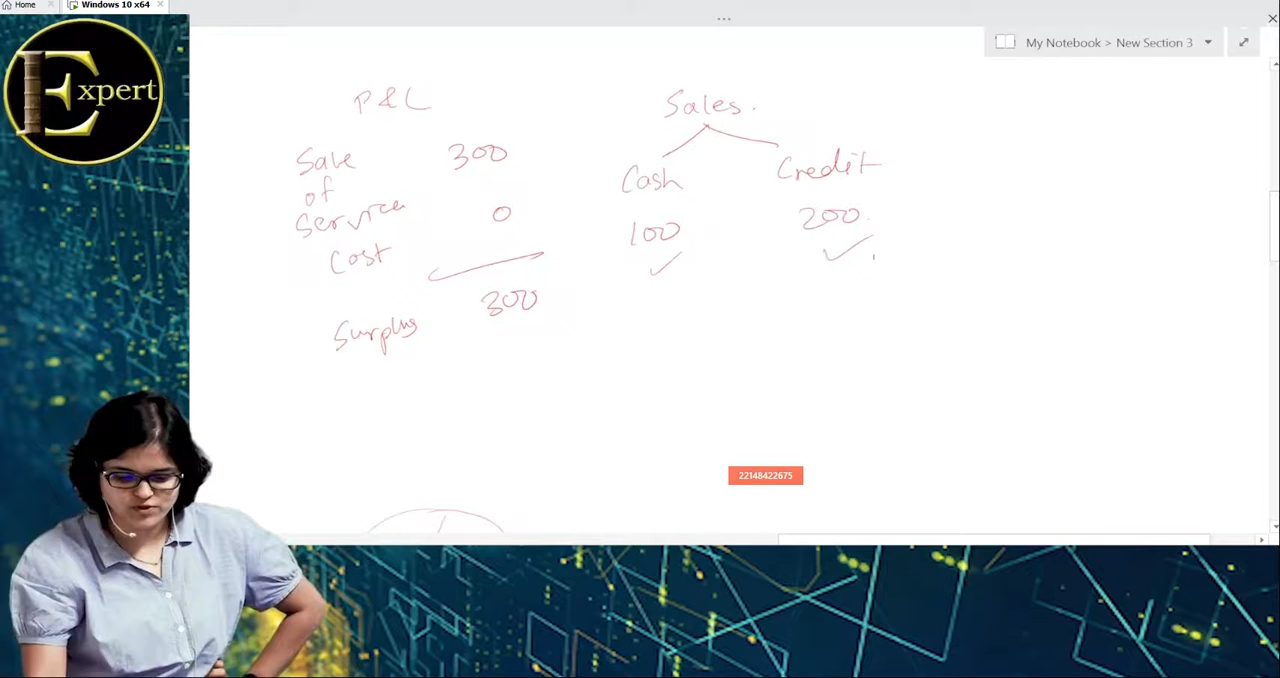 Home
Windows 10 x64
Expert
My Notebook > New Section 3
P & L
Sale 300
of
Service 0
Cost
Surplus 300
Sales.
Cash Credit
100 200
22148422675